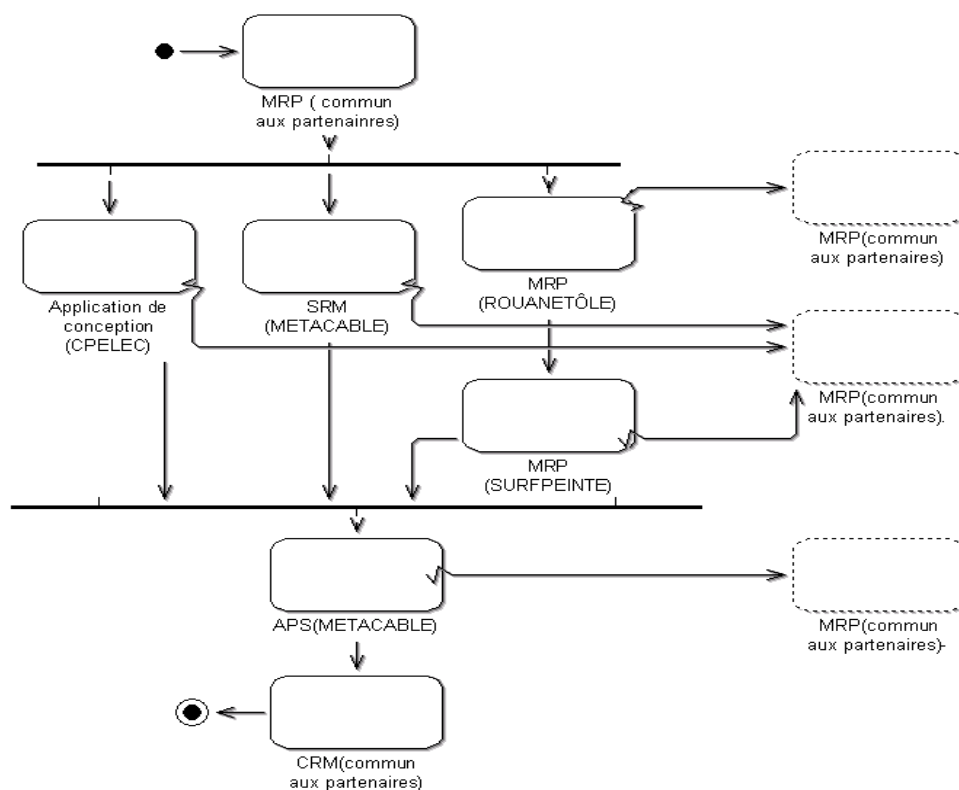 MRP ( commun
aux partenainres)
MRP(commun
aux partenaires)
Application de
conception
(CPELEC)
SRM
(METACABLE)
MRP
(ROUANETÔLE)
MRP(commun
aux partenaires).
MRP
(SURFPEINTE)
APS(METACABLE)
MRP(commun
aux partenaires)-
CRM(commun
aux partenaires)